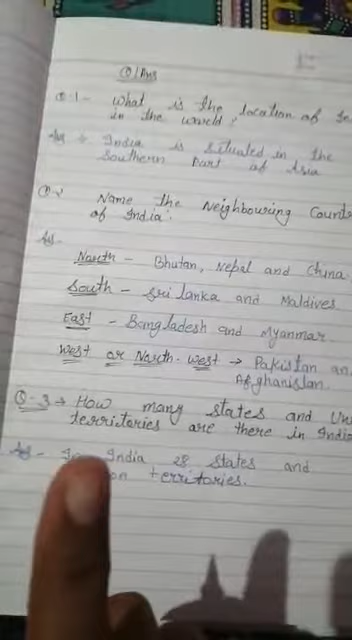 Q/Ans
Q.1- What is the location of
in the world?
Ans → India is situated in the
Southern part of Asia
Q.2 Name the Neighbouring
of India.
Ans-
North - Bhutan, Nepal and China.
South - Sri lanka and Maldives
East - Bangladesh and Myanmar
West or North-West → Pakistan
Afghanistan.
Q-3 → How many states and
territories are there in India
Ans - India 28 states and
territories.